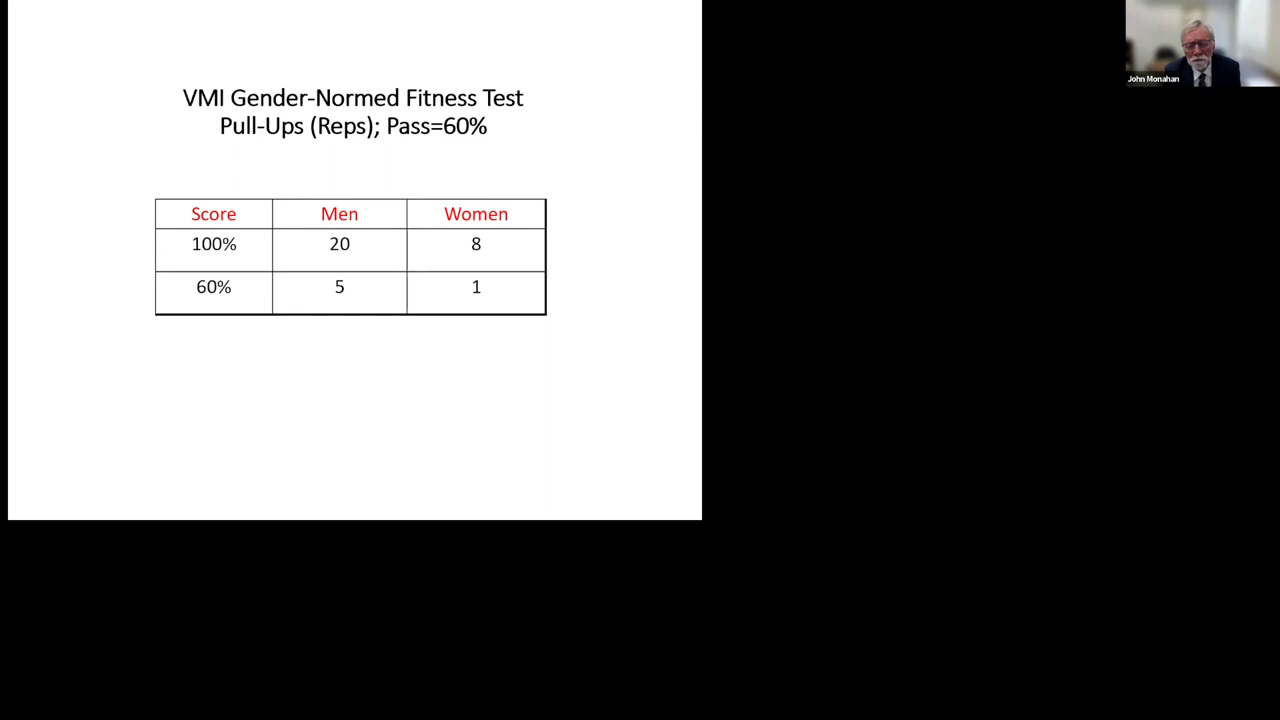 VMI Gender-Normed Fitness Test
Pull-Ups (Reps); Pass=60%
Score Men Women
100% 20 8
60% 5 1
John Monahan